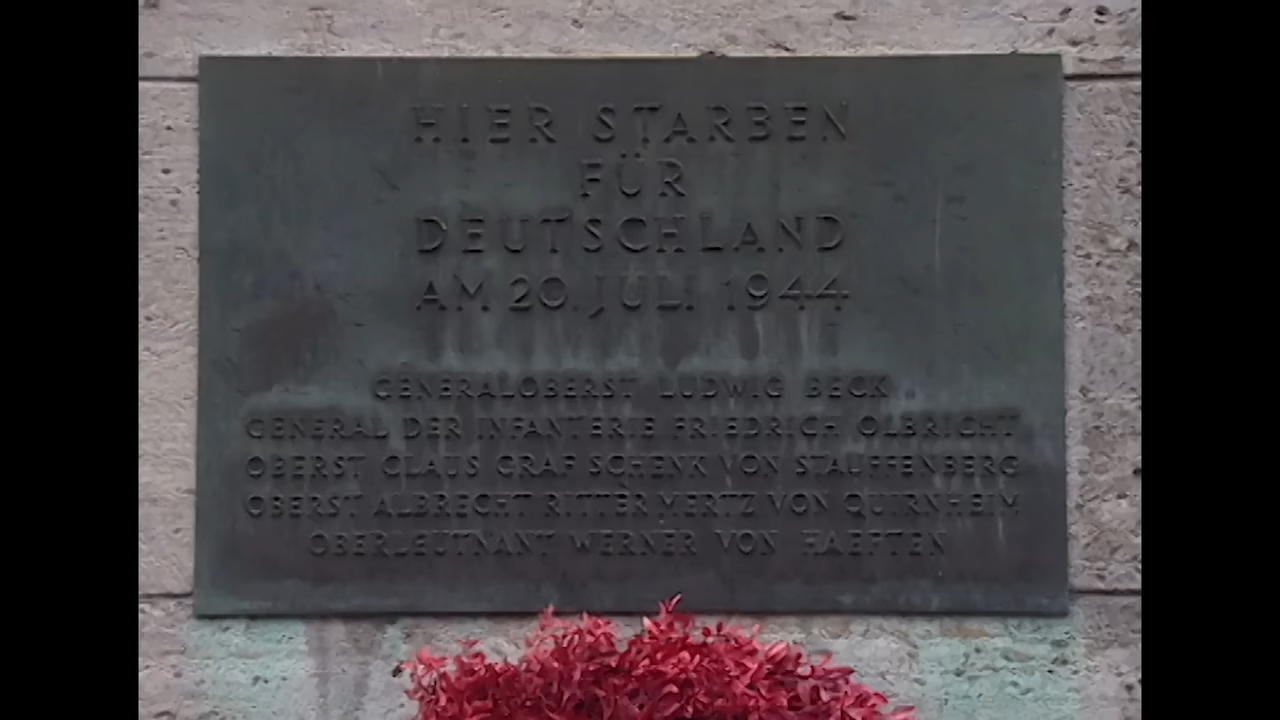 HIER STARBEN
FÜR
DEUTSCHLAND
AM 20. JULI 1944
GENERALOBERST LUDWIG BECK
GENERAL DER INFANTERIE FRIEDRICH OLBRICHT
OBERST CLAUS GRAF SCHENK VON STAUFFENBERG
OBERST ALBRECHT RITTER MERTZ VON QUIRNHEIM
OBERLEUTNANT WERNER VON HAEFTEN